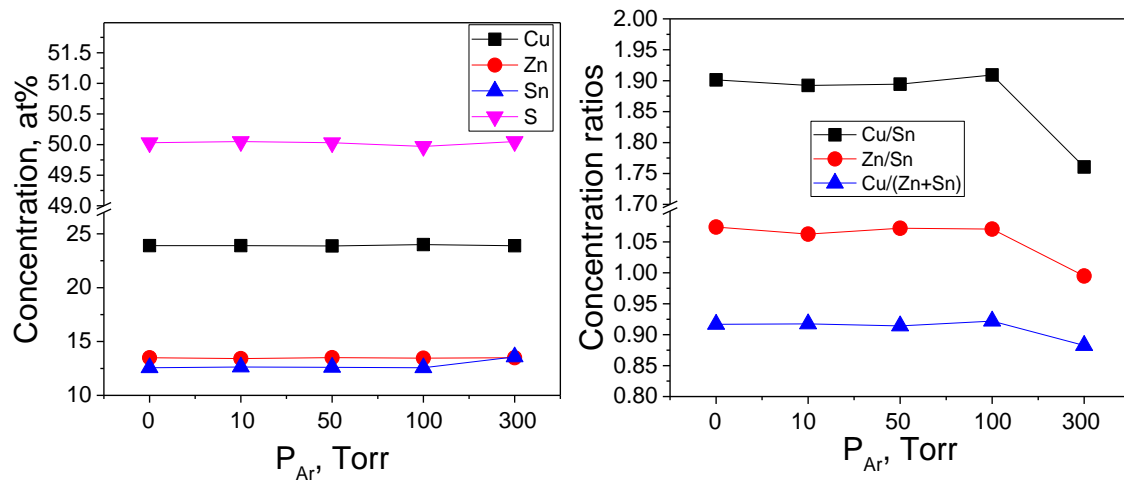 Concentration, at%
51.5
51.0
50.5
50.0
49.5
49.0
25
20
15
10
Cu
Zn
Sn
S
0 10 50 100 300
P_Ar, Torr
Concentration ratios
2.00
1.95
1.90
1.85
1.80
1.75
1.70
1.05
1.00
0.95
0.90
0.85
0.80
Cu/Sn
Zn/Sn
Cu/(Zn+Sn)
0 10 50 100 300
P_Ar, Torr